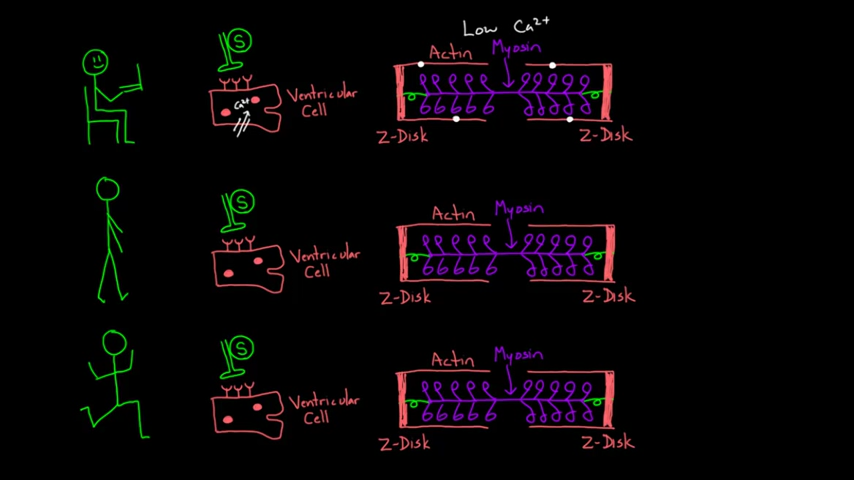 Low Ca²⁺
S
Actin Myosin
Ca²⁺
Ventricular
Cell
Z-Disk Z-Disk
S
Actin Myosin
Ventricular
Cell
Z-Disk Z-Disk
S
Actin Myosin
Ventricular
Cell
Z-Disk Z-Disk